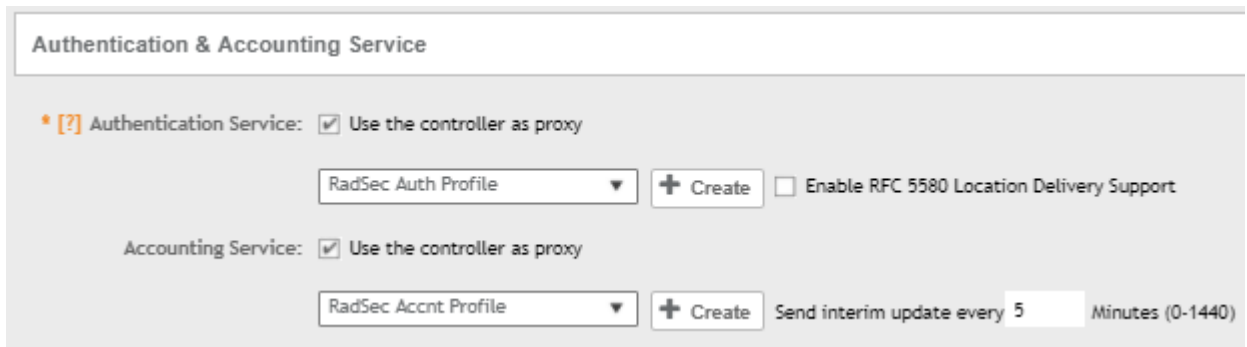 Authentication & Accounting Service
* [?] Authentication Service: Use the controller as proxy
RadSec Auth Profile + Create Enable RFC 5580 Location Delivery Support
Accounting Service: Use the controller as proxy
RadSec Accnt Profile + Create Send interim update every 5 Minutes (0-1440)